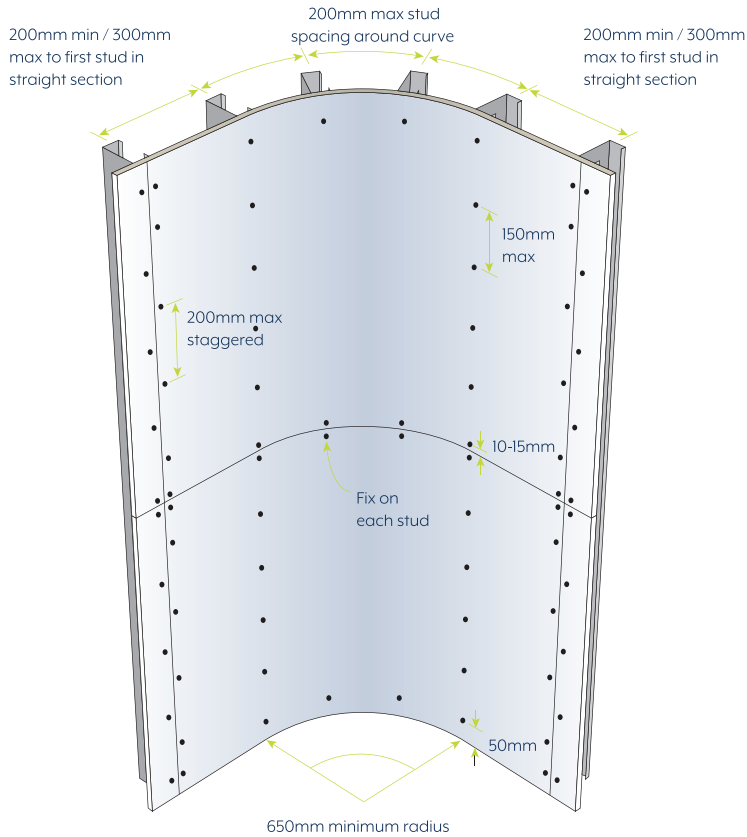 200mm max stud
spacing around curve
200mm min / 300mm
max to first stud in
straight section
200mm min / 300mm
max to first stud in
straight section
150mm
max
200mm max
staggered
10-15mm
Fix on
each stud
50mm
650mm minimum radius